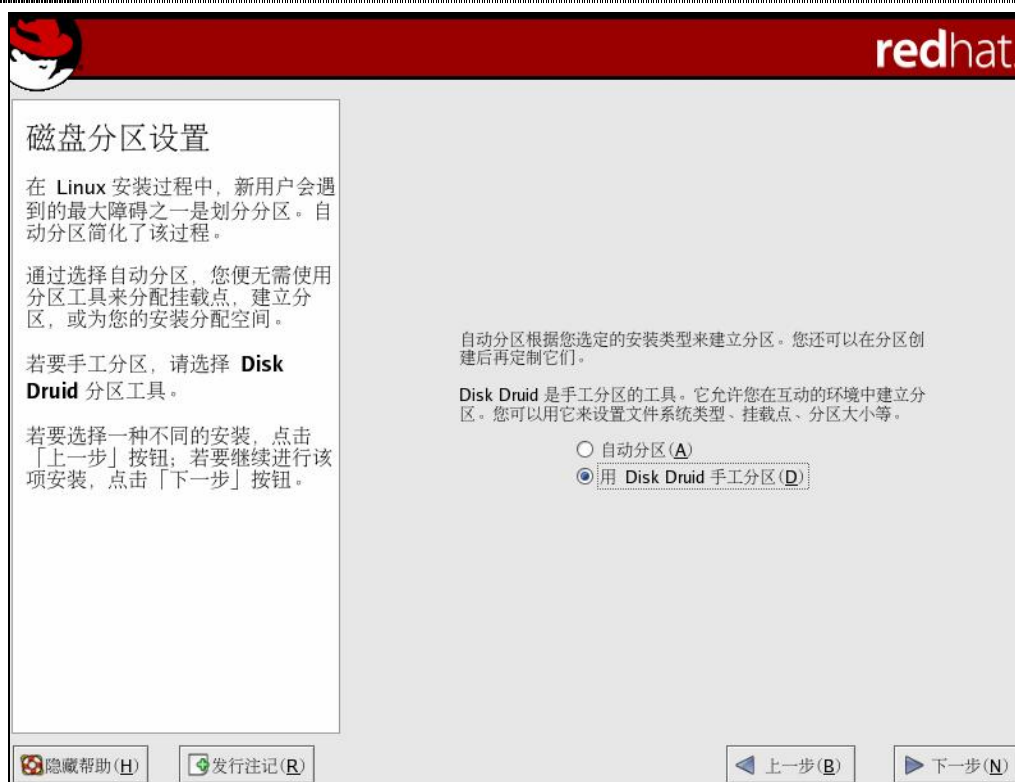 redhat.
磁盘分区设置
在 Linux 安装过程中，新用户会遇
到的最大障碍之一是划分分区。自
动分区简化了该过程。
通过选择自动分区，您便无需使用
分区工具来分配挂载点，建立分
区，或为您的安装分配空间。
若要手工分区，请选择 Disk
Druid 分区工具。
若要选择一种不同的安装，点击
「上一步」按钮；若要继续进行该
项安装，点击「下一步」按钮。
自动分区根据您选定的安装类型来建立分区。您还可以在分区创
建后再定制它们。
Disk Druid 是手工分区的工具。它允许您在互动的环境中建立分
区。您可以用它来设置文件系统类型、挂载点、分区大小等。
自动分区(A)
用 Disk Druid 手工分区(D)
隐藏帮助(H)
发行注记(R)
上一步(B)
下一步(N)